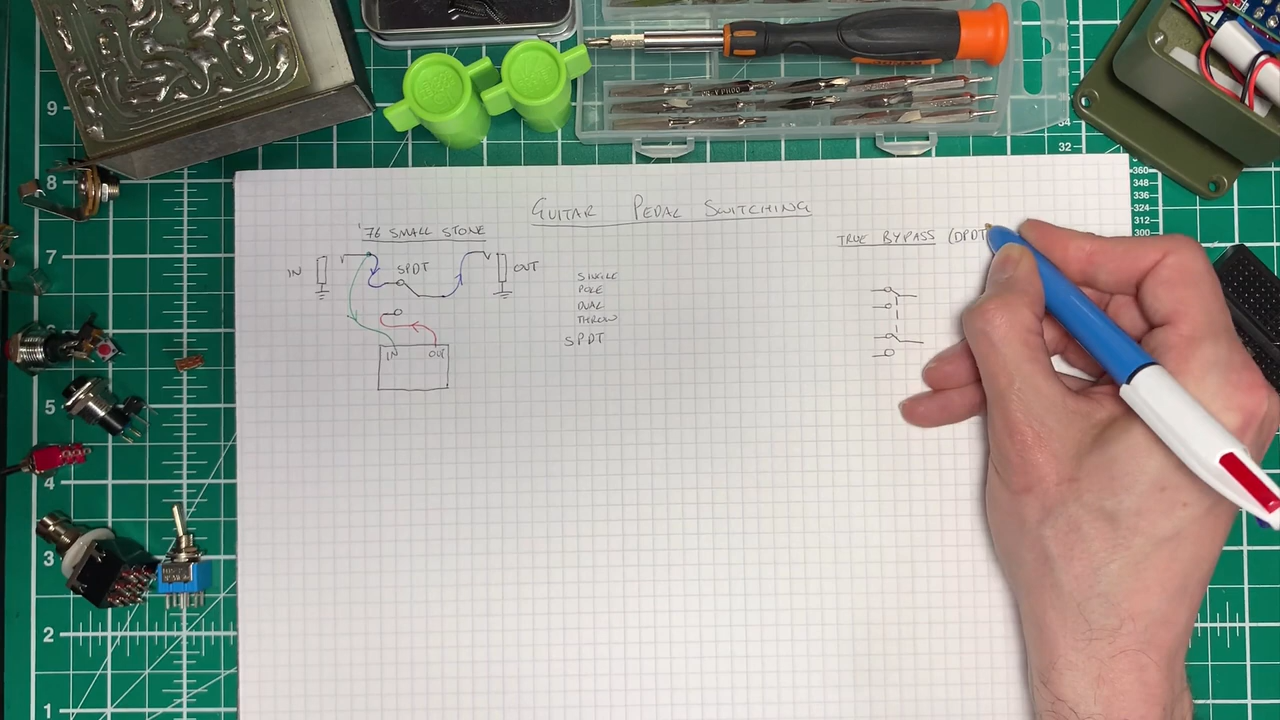 GUITAR PEDAL SWITCHING
'76 SMALL STONE
IN
SPDT
OUT
IN
OUT
SINGLE
POLE
DUAL
THROW
SPDT
TRUE BYPASS (DPDT
9
8
7
6
5
4
3
2
1
34
32
360
348
336
324
312
300